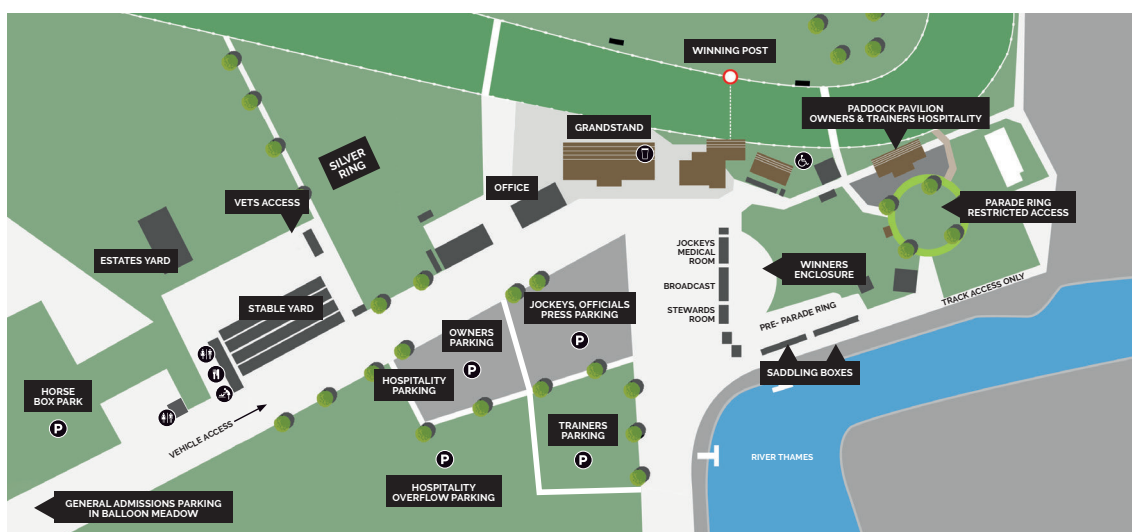 WINNING POST
PADDOCK PAVILION
OWNERS & TRAINERS HOSPITALITY
GRANDSTAND
SILVER
RING
OFFICE
VETS ACCESS
PARADE RING
RESTRICTED ACCESS
ESTATES YARD
JOCKEYS
MEDICAL
ROOM
WINNERS
ENCLOSURE
BROADCAST
STABLE YARD
JOCKEYS, OFFICIALS
PRESS PARKING
P
STEWARDS
ROOM
PRE- PARADE RING
TRACK ACCESS ONLY
OWNERS
PARKING
P
HOSPITALITY
PARKING
SADDLING BOXES
HORSE
BOX PARK
P
VEHICLE ACCESS
TRAINERS
PARKING
P
RIVER THAMES
P
HOSPITALITY
OVERFLOW PARKING
GENERAL ADMISSIONS PARKING
IN BALLOON MEADOW